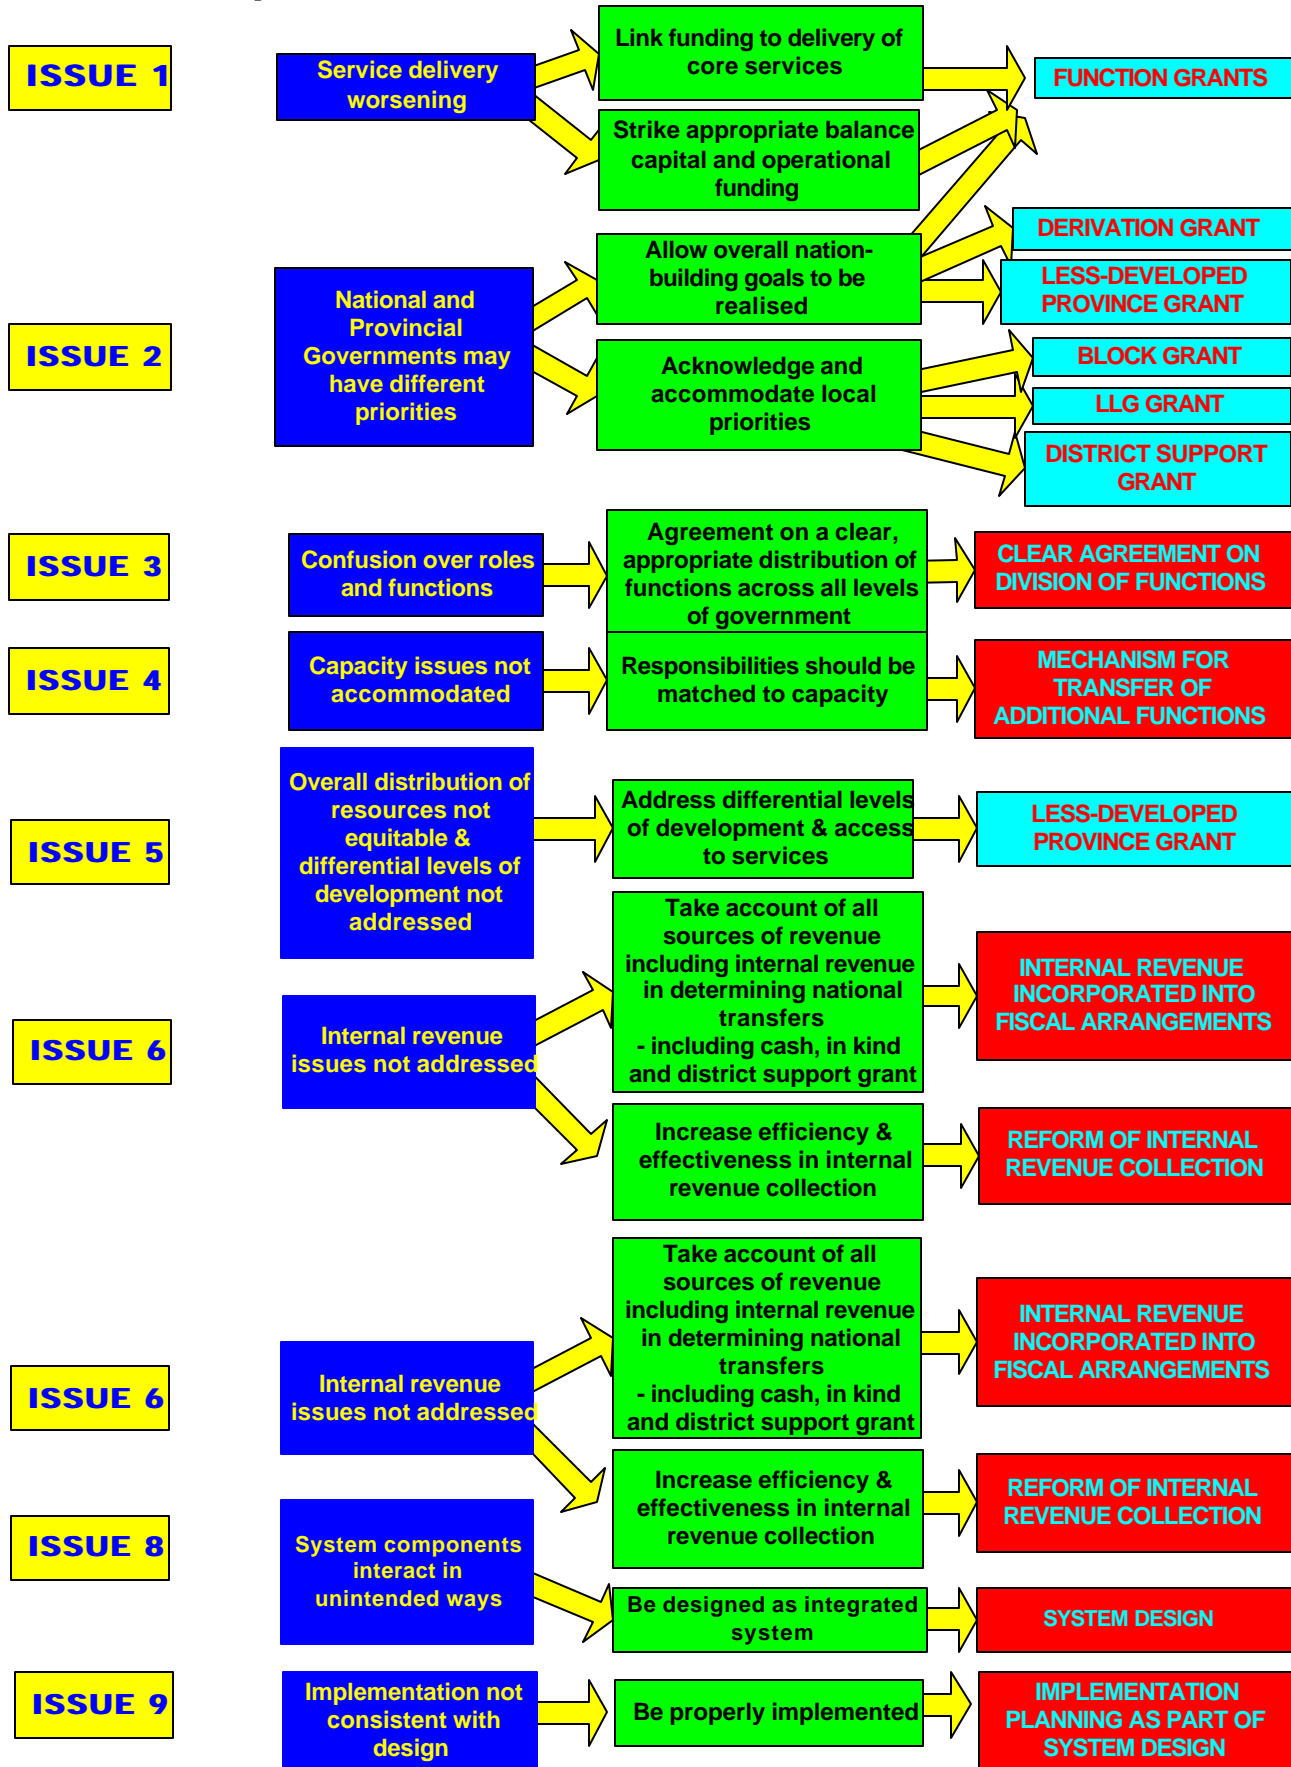 ISSUE 1
Service delivery
worsening
Link funding to delivery of
core services
Strike appropriate balance
capital and operational
funding
FUNCTION GRANTS
ISSUE 2
National and
Provincial
Governments may
have different
priorities
Allow overall nation-
building goals to be
realised
Acknowledge and
accommodate local
priorities
DERIVATION GRANT
LESS-DEVELOPED
PROVINCE GRANT
BLOCK GRANT
LLG GRANT
DISTRICT SUPPORT
GRANT
ISSUE 3
Confusion over roles
and functions
Agreement on a clear,
appropriate distribution of
functions across all levels
of government
CLEAR AGREEMENT ON
DIVISION OF FUNCTIONS
ISSUE 4
Capacity issues not
accommodated
Responsibilities should be
matched to capacity
MECHANISM FOR
TRANSFER OF
ADDITIONAL FUNCTIONS
ISSUE 5
Overall distribution of
resources not
equitable &
differential levels of
development not
addressed
Address differential levels
of development & access
to services
LESS-DEVELOPED
PROVINCE GRANT
ISSUE 6
Internal revenue
issues not addressed
Take account of all
sources of revenue
including internal revenue
in determining national
transfers
- including cash, in kind
and district support grant
INTERNAL REVENUE
INCORPORATED INTO
FISCAL ARRANGEMENTS
Increase efficiency &
effectiveness in internal
revenue collection
REFORM OF INTERNAL
REVENUE COLLECTION
ISSUE 6
Internal revenue
issues not addressed
Take account of all
sources of revenue
including internal revenue
in determining national
transfers
- including cash, in kind
and district support grant
INTERNAL REVENUE
INCORPORATED INTO
FISCAL ARRANGEMENTS
Increase efficiency &
effectiveness in internal
revenue collection
REFORM OF INTERNAL
REVENUE COLLECTION
ISSUE 8
System components
interact in
unintended ways
Be designed as integrated
system
SYSTEM DESIGN
ISSUE 9
Implementation not
consistent with
design
Be properly implemented
IMPLEMENTATION
PLANNING AS PART OF
SYSTEM DESIGN